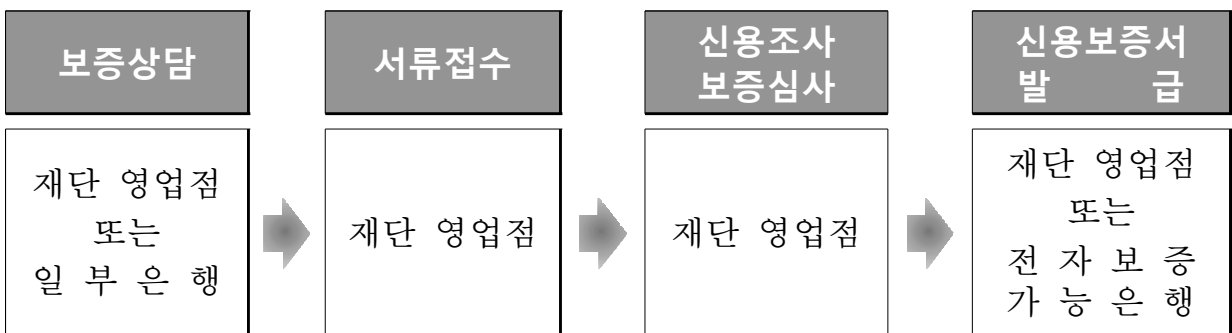 보증상담
서류접수
신용조사
보증심사
신용보증서
발 급
재단 영업점
또는
일 부 은 행
재단 영업점
재단 영업점
재단 영업점
또는
전 자 보 증
가 능 은 행